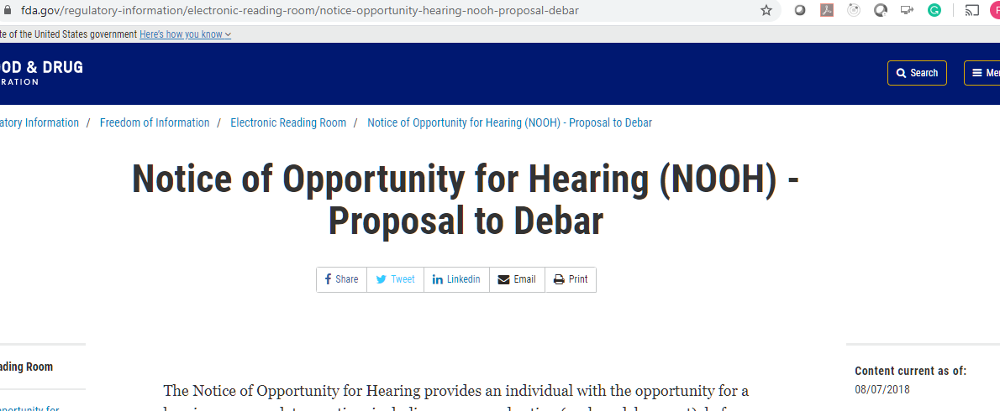 fda.gov/regulatory-information/electronic-reading-room/notice-opportunity-hearing-nooh-proposal-debar
te of the United States government Here's how you know
OOD & DRUG
RATION
Search
Me
atory Information / Freedom of Information / Electronic Reading Room / Notice of Opportunity for Hearing (NOOH) - Proposal to Debar
Notice of Opportunity for Hearing (NOOH) -
Proposal to Debar
Share Tweet Linkedin Email Print
ading Room
Content current as of:
08/07/2018
The Notice of Opportunity for Hearing provides an individual with the opportunity for a